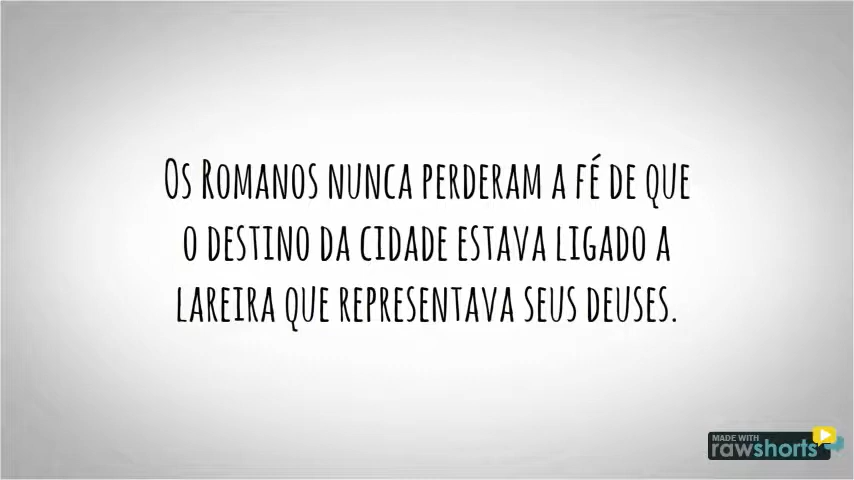 Os Romanos nunca perderam a fé de que
o destino da cidade estava ligado a
lareira que representava seus deuses.
MADE WITH
rawshorts